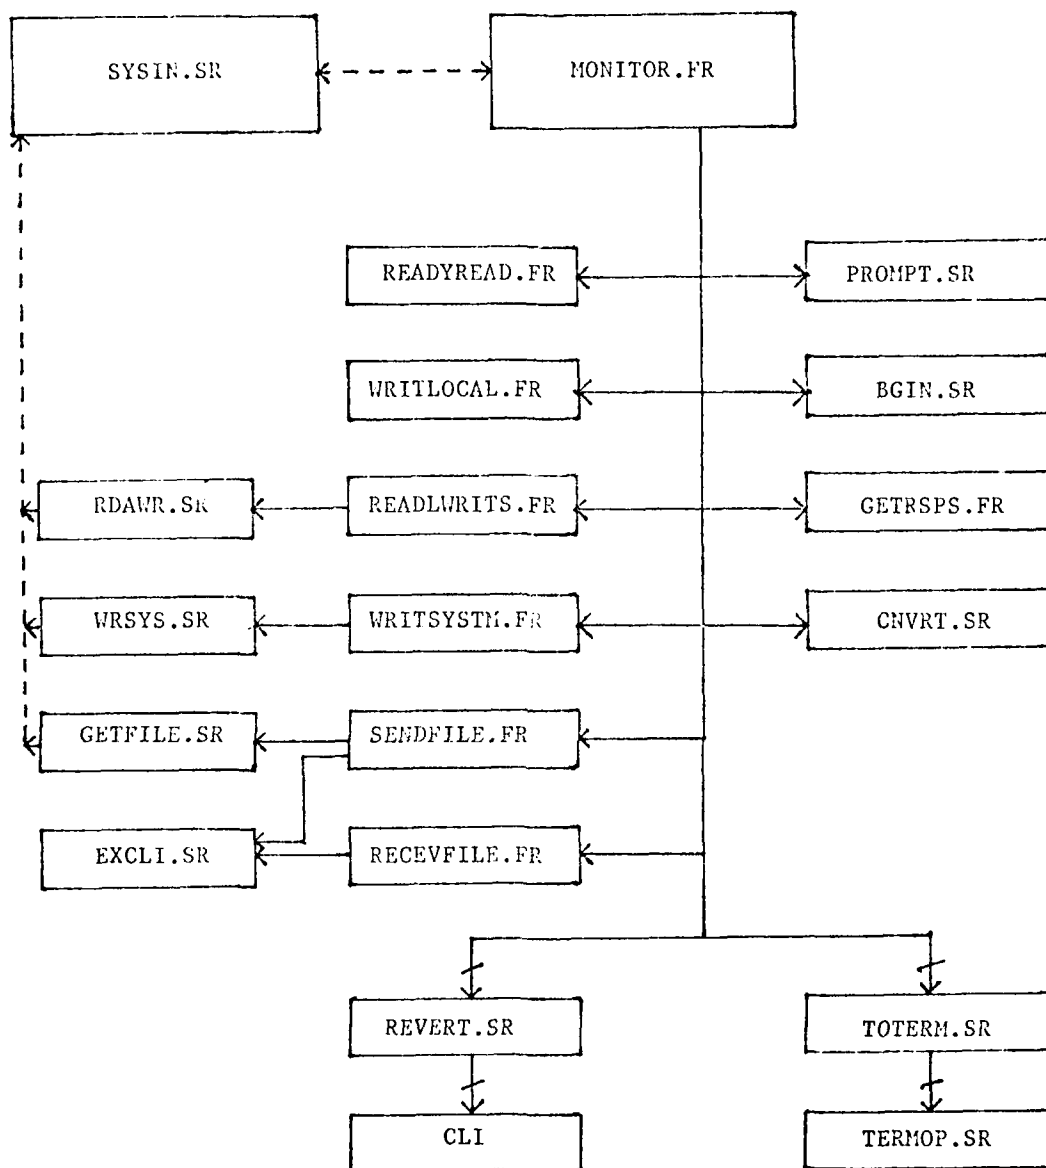 SYSIN.SR
MONITOR.FR
READYREAD.FR
PROMPT.SR
WRITLOCAL.FR
BGIN.SR
RDAWR.SR
READLWRITS.FR
GETRSPS.FR
WRSYS.SR
WRITSYSTM.FR
CNVRT.SR
GETFILE.SR
SENDFILE.FR
EXCLI.SR
RECEVFILE.FR
REVERT.SR
TOTERM.SR
CLI
TERMOP.SR